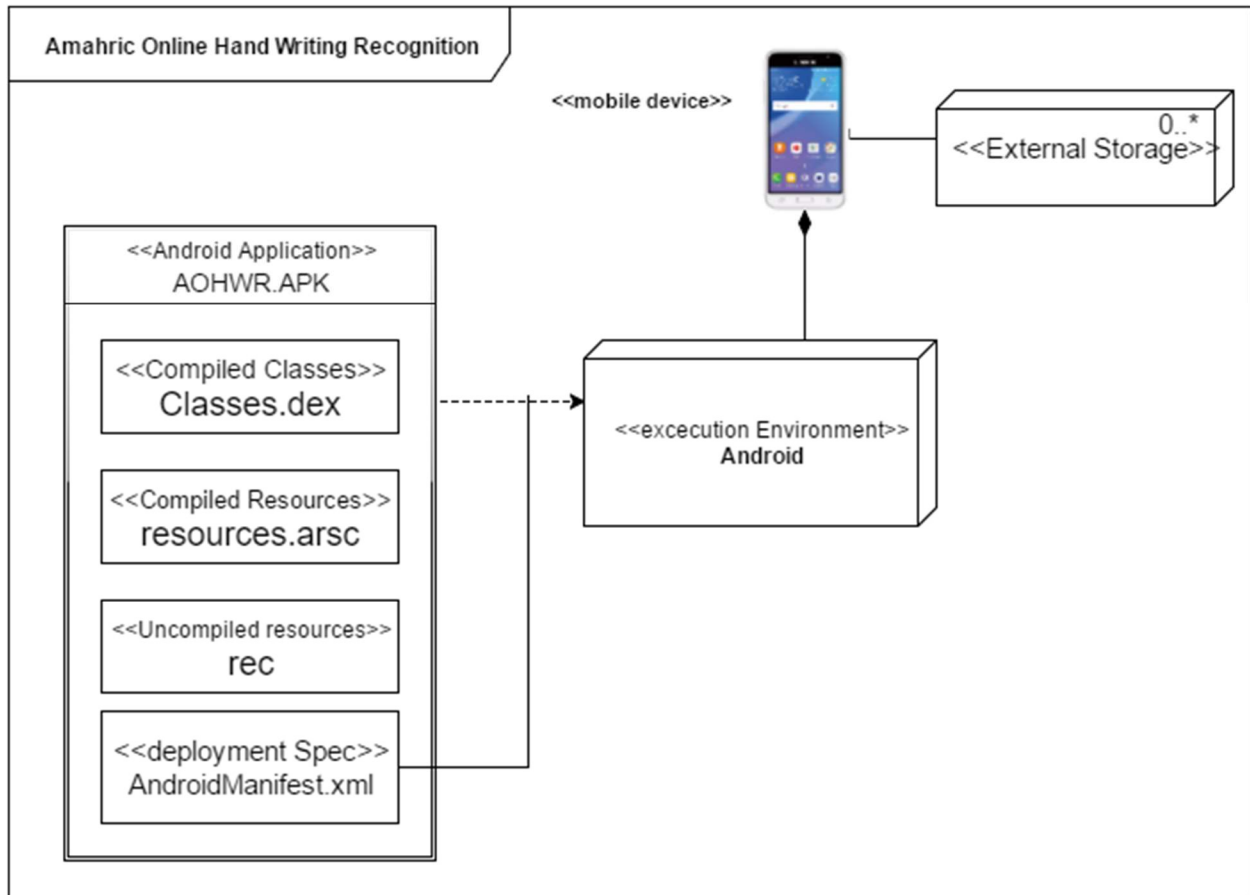 Amahric Online Hand Writing Recognition
<<mobile device>>
0..*
<<External Storage>>
<<Android Application>>
AOHWR.APK
<<Compiled Classes>>
Classes.dex
<<Compiled Resources>>
resources.arsc
<<Uncompiled resources>>
rec
<<deployment Spec>>
AndroidManifest.xml
<<excecution Environment>>
Android